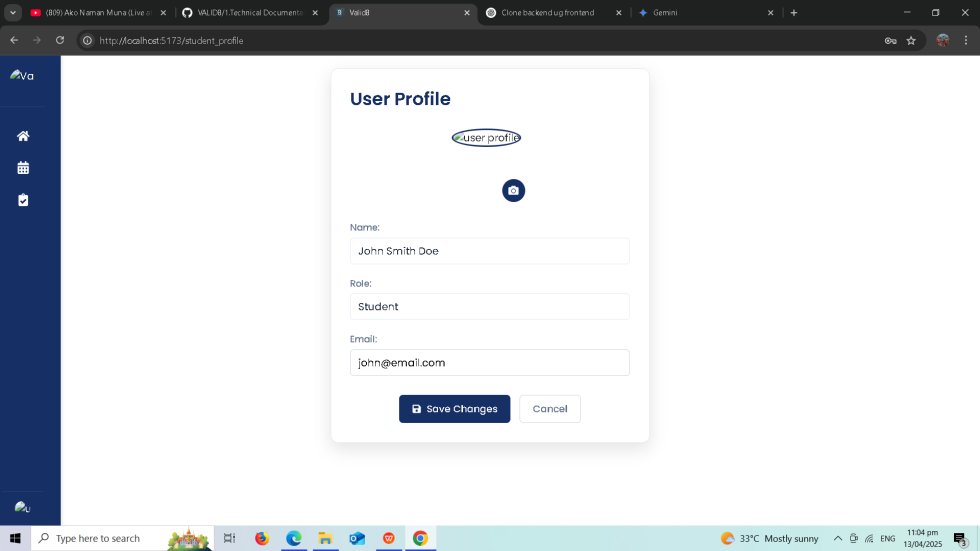 (809) Ako Naman Muna (Live a
VALIDB/1.Technical Documenta
ValidB
Clone backend ug frontend
Gemini
http://localhost:5173/student_profile
Va
User Profile
user profile
Name:
John Smith Doe
Role:
Student
Email:
john@email.com
Save Changes
Cancel
U
Type here to search
33°C Mostly sunny
ENG
11:04 pm
13/04/2025
3